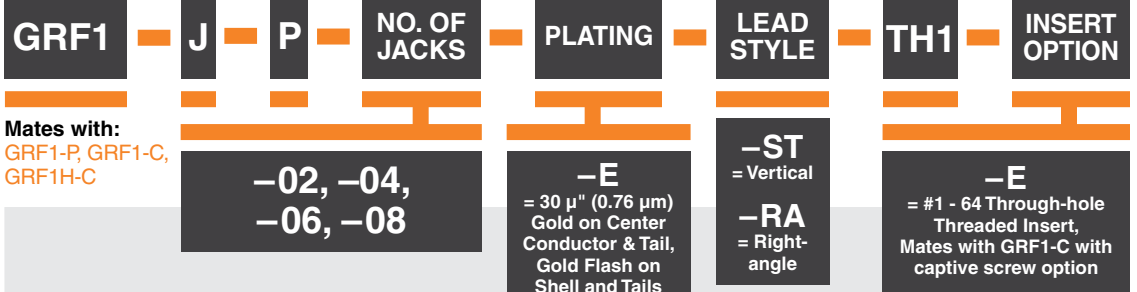 GRF1 – J – P – NO. OF JACKS – PLATING – LEAD STYLE – TH1 – INSERT OPTION
Mates with:
GRF1-P, GRF1-C,
GRF1H-C
–02, –04,
–06, –08
–E
= 30 µ" (0.76 µm)
Gold on Center
Conductor & Tail,
Gold Flash on
Shell and Tails
–ST
= Vertical
–RA
= Right-
angle
–E
= #1 - 64 Through-hole
Threaded Insert,
Mates with GRF1-C with
captive screw option